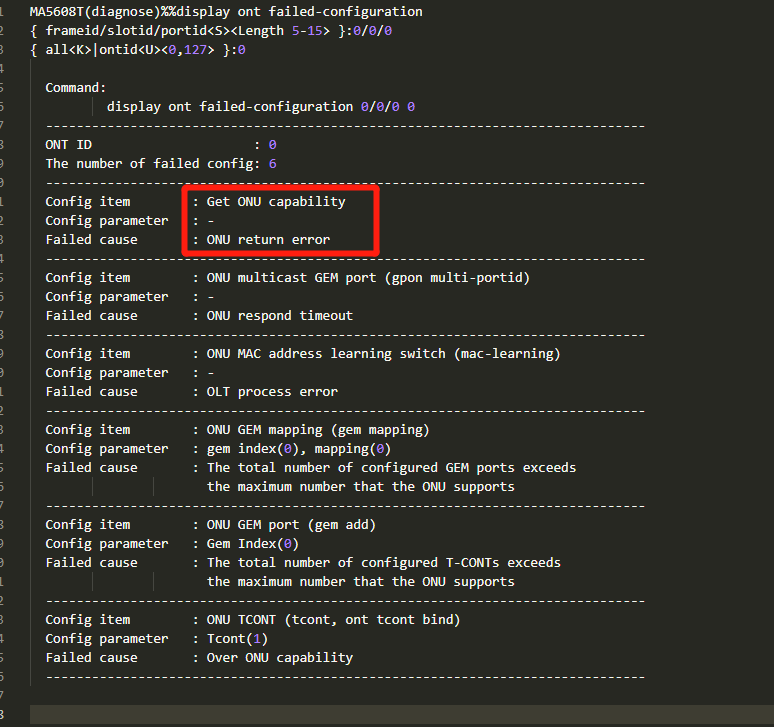 MA5608T(diagnose)%%display ont failed-configuration
{ frameid/slotid/portid<S><Length 5-15> }:0/0/0
{ all<K>|ontid<U><0,127> }:0
Command:
display ont failed-configuration 0/0/0 0
------------------------------------------------------------------------------
ONT ID : 0
The number of failed config: 6
------------------------------------------------------------------------------
Config item : Get ONU capability
Config parameter : -
Failed cause : ONU return error
------------------------------------------------------------------------------
Config item : ONU multicast GEM port (gpon multi-portid)
Config parameter : -
Failed cause : ONU respond timeout
------------------------------------------------------------------------------
Config item : ONU MAC address learning switch (mac-learning)
Config parameter : -
Failed cause : OLT process error
------------------------------------------------------------------------------
Config item : ONU GEM mapping (gem mapping)
Config parameter : gem index(0), mapping(0)
Failed cause : The total number of configured GEM ports exceeds
the maximum number that the ONU supports
------------------------------------------------------------------------------
Config item : ONU GEM port (gem add)
Config parameter : Gem Index(0)
Failed cause : The total number of configured T-CONTs exceeds
the maximum number that the ONU supports
------------------------------------------------------------------------------
Config item : ONU TCONT (tcont, ont tcont bind)
Config parameter : Tcont(1)
Failed cause : Over ONU capability
------------------------------------------------------------------------------